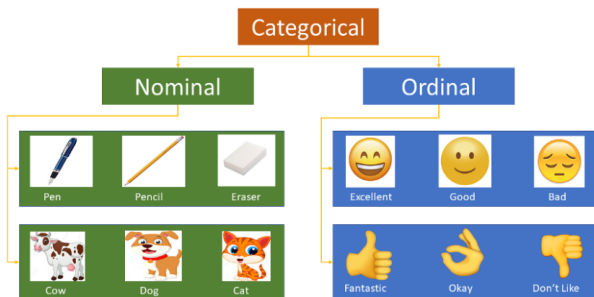 Categorical
Nominal
Ordinal
Pen Pencil Eraser
Excellent Good Bad
Cow Dog Cat
Fantastic Okay Don't Like